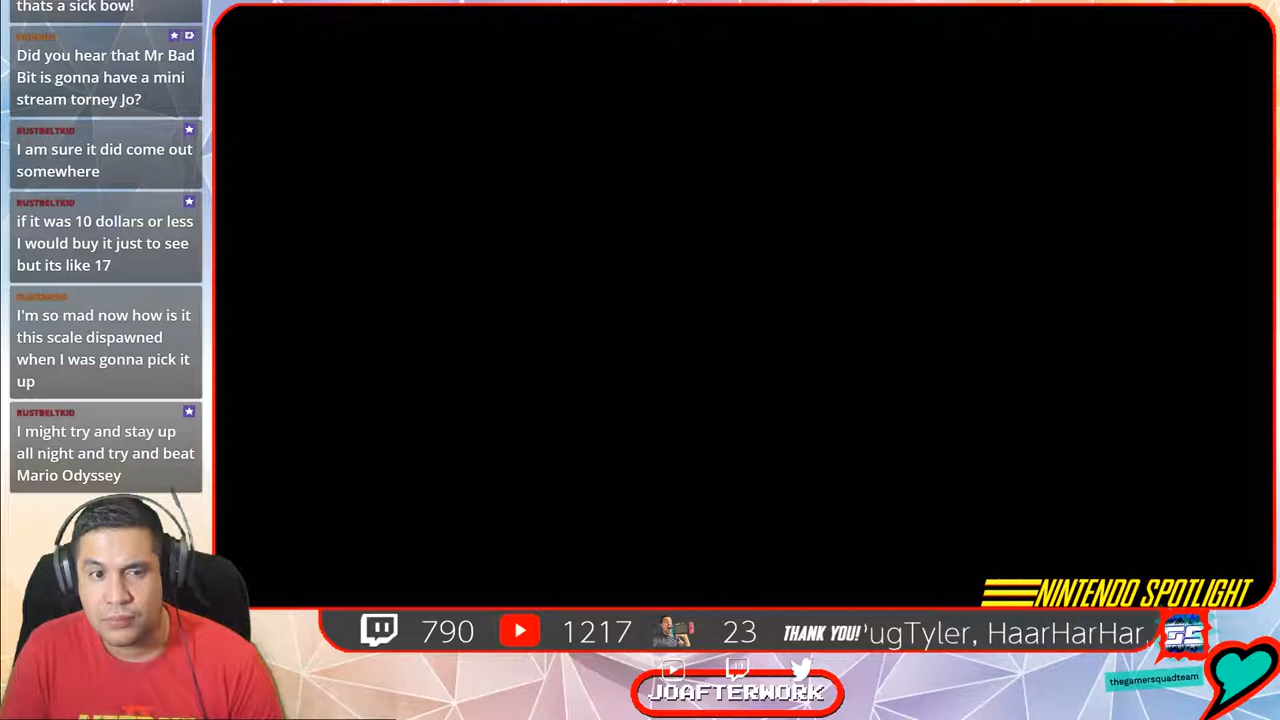 thats a sick bow!
Did you hear that Mr Bad
Bit is gonna have a mini
stream torney Jo?
RUSTBELTKID
I am sure it did come out
somewhere
RUSTBELTKID
if it was 10 dollars or less
I would buy it just to see
but its like 17
I'm so mad now how is it
this scale dispawned
when I was gonna pick it
up
RUSTBELTKID
I might try and stay up
all night and try and beat
Mario Odyssey
NINTENDO SPOTLIGHT
790 1217 23 THANK YOU! 'ugTyler, HaarHarHar.
GS
thegamersquadteam
JOAFTERWORK